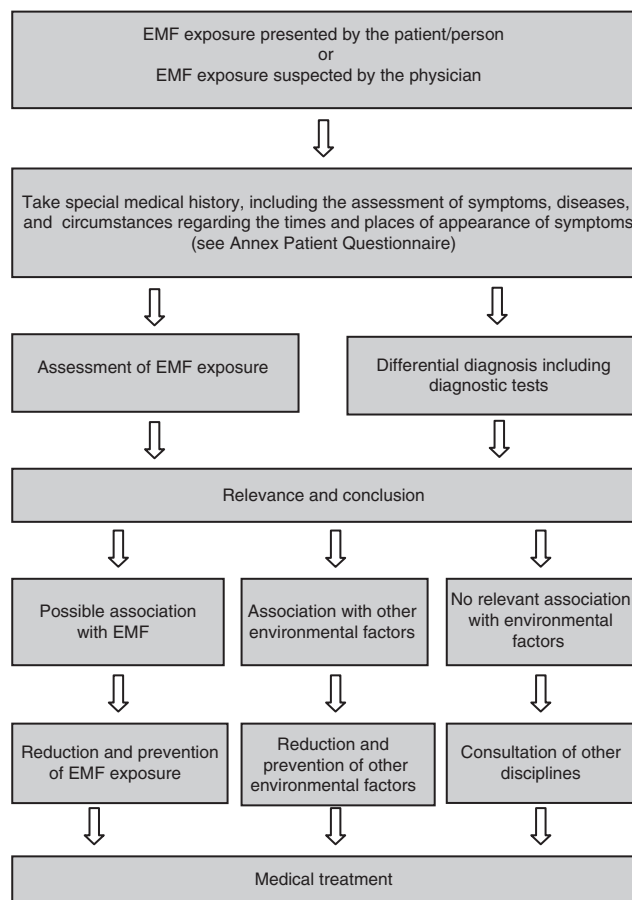 EMF exposure presented by the patient/person
or
EMF exposure suspected by the physician
Take special medical history, including the assessment of symptoms, diseases,
and circumstances regarding the times and places of appearance of symptoms
(see Annex Patient Questionnaire)
Assessment of EMF exposure
Differential diagnosis including
diagnostic tests
Relevance and conclusion
Possible association
with EMF
Association with other
environmental factors
No relevant association
with environmental
factors
Reduction and prevention
of EMF exposure
Reduction and
prevention of other
environmental factors
Consultation of other
disciplines
Medical treatment